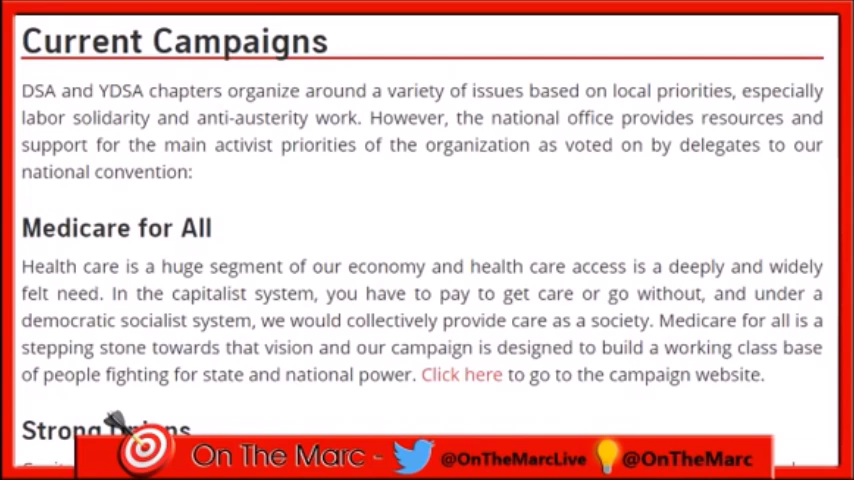 Current Campaigns
DSA and YDSA chapters organize around a variety of issues based on local priorities, especially
labor solidarity and anti-austerity work. However, the national office provides resources and
support for the main activist priorities of the organization as voted on by delegates to our
national convention:
Medicare for All
Health care is a huge segment of our economy and health care access is a deeply and widely
felt need. In the capitalist system, you have to pay to get care or go without, and under a
democratic socialist system, we would collectively provide care as a society. Medicare for all is a
stepping stone towards that vision and our campaign is designed to build a working class base
of people fighting for state and national power. Click here to go to the campaign website.
Strong Unions
On The Marc - @OnTheMarcLive @OnTheMarc